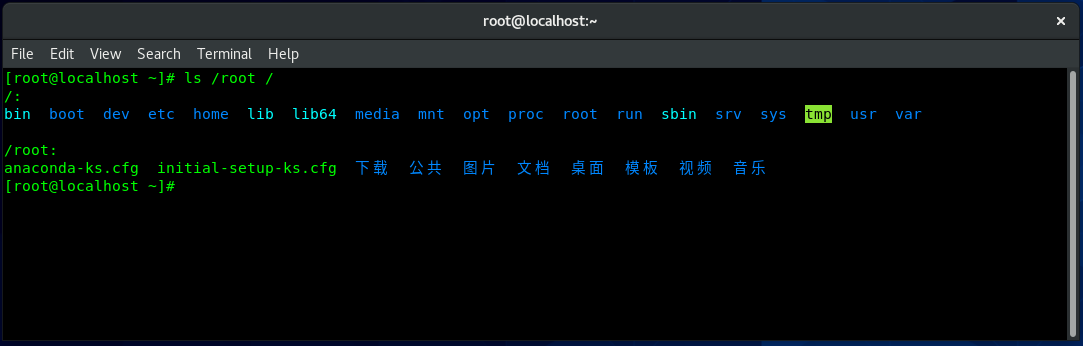 root@localhost:~
File Edit View Search Terminal Help
[root@localhost ~]# ls /root /
/:
bin boot dev etc home lib lib64 media mnt opt proc root run sbin srv sys tmp usr var
/root:
anaconda-ks.cfg initial-setup-ks.cfg 下载 公共 图片 文档 桌面 模板 视频 音乐
[root@localhost ~]#